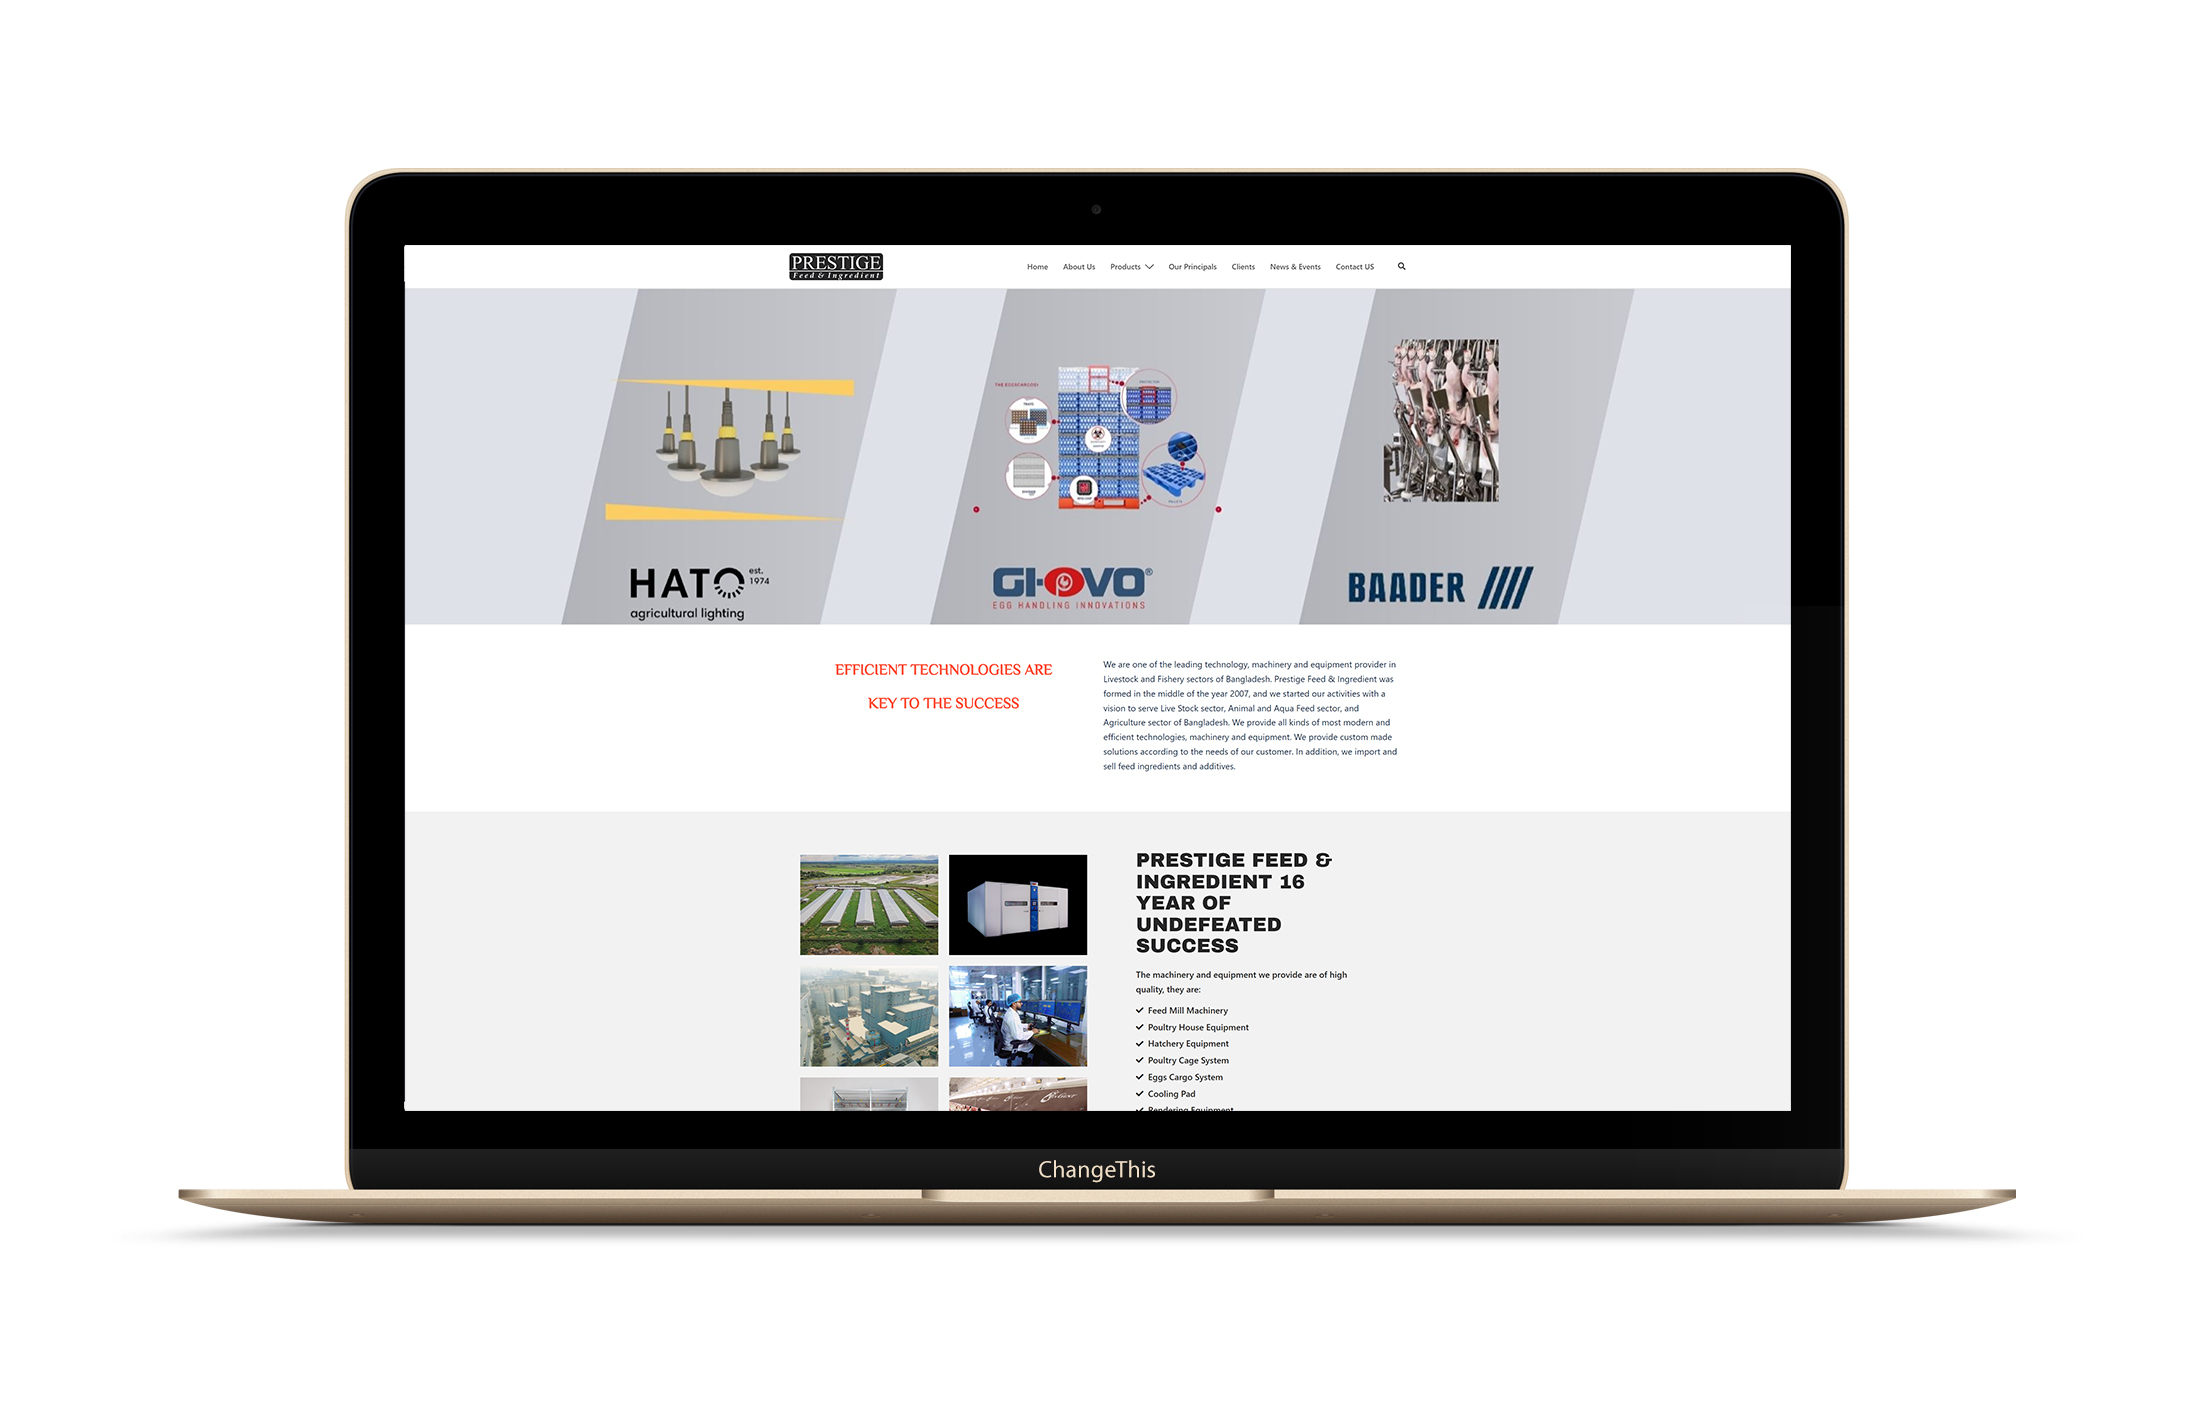 PRESTIGE
Feed & Ingredient
Home About Us Products Our Principals Clients News & Events Contact US
THE EGGSCARGO®
TRAYS
DIVIDER
PALLETS
HATO est. 1974
agricultural lighting
GI-OVO®
EGG HANDLING INNOVATIONS
BAADER
EFFICIENT TECHNOLOGIES ARE
KEY TO THE SUCCESS
We are one of the leading technology, machinery and equipment provider in
Livestock and Fishery sectors of Bangladesh. Prestige Feed & Ingredient was
formed in the middle of the year 2007, and we started our activities with a
vision to serve Live Stock sector, Animal and Aqua Feed sector, and
Agriculture sector of Bangladesh. We provide all kinds of most modern and
efficient technologies, machinery and equipment. We provide custom made
solutions according to the needs of our customer. In addition, we import and
sell feed ingredients and additives.
PRESTIGE FEED &
INGREDIENT 16
YEAR OF
UNDEFEATED
SUCCESS
The machinery and equipment we provide are of high
quality, they are:
Feed Mill Machinery
Poultry House Equipment
Hatchery Equipment
Poultry Cage System
Eggs Cargo System
Cooling Pad
Rendering Equipment
ChangeThis